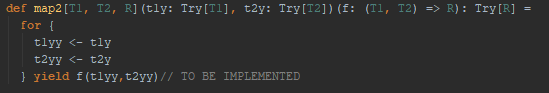 def map2[T1, T2, R](t1y: Try[T1], t2y: Try[T2])(f: (T1, T2) => R): Try[R] =
for {
t1yy <- t1y
t2yy <- t2y
} yield f(t1yy,t2yy)// TO BE IMPLEMENTED